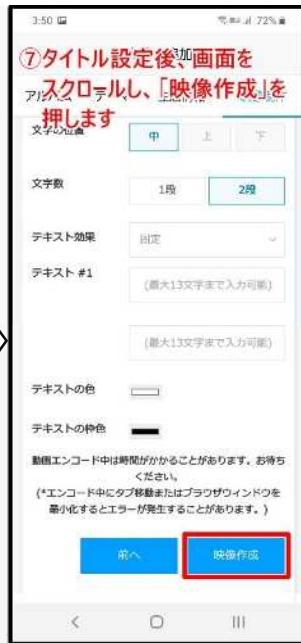 3:50 72%
⑦タイトル設定後、画面を
スクロールし、「映像作成」を
押します
文字の位置 中 上 下
文字数 1段 2段
テキスト効果 固定
テキスト #1 (最大13文字まで入力可能)
(最大13文字まで入力可能)
テキストの色
テキストの枠色
動画エンコード中は時間がかかることがあります。お待ち
ください。
(*エンコード中にタブ移動またはブラウザウィンドウを
最小化するとエラーが発生することがあります。)
前へ 映像作成